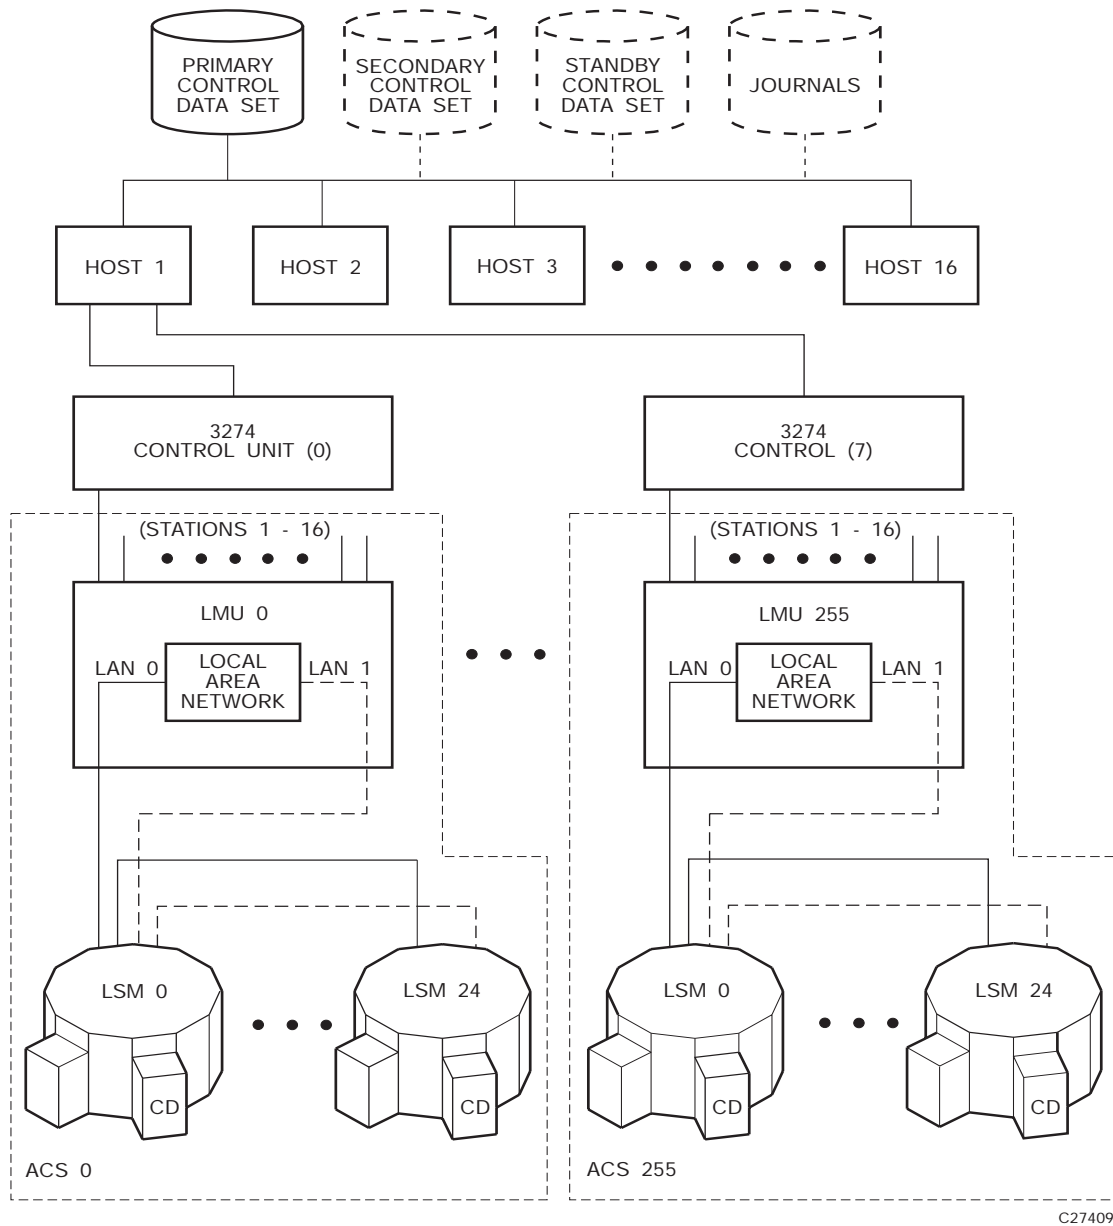 PRIMARY
CONTROL
DATA SET
SECONDARY
CONTROL
DATA SET
STANDBY
CONTROL
DATA SET
JOURNALS
HOST 1
HOST 2
HOST 3
HOST 16
3274
CONTROL UNIT (0)
3274
CONTROL (7)
(STATIONS 1 - 16)
(STATIONS 1 - 16)
LMU 0
LAN 0
LOCAL
AREA
NETWORK
LAN 1
LMU 255
LAN 0
LOCAL
AREA
NETWORK
LAN 1
LSM 0
LSM 24
LSM 0
LSM 24
CD
CD
CD
CD
ACS 0
ACS 255
C27409